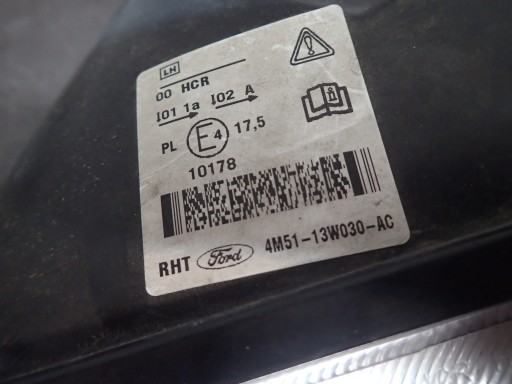 LH
00 HCR
I01 1a I02 A
PL E4 17,5
10178
RHT Ford 4M51-13W030-AC